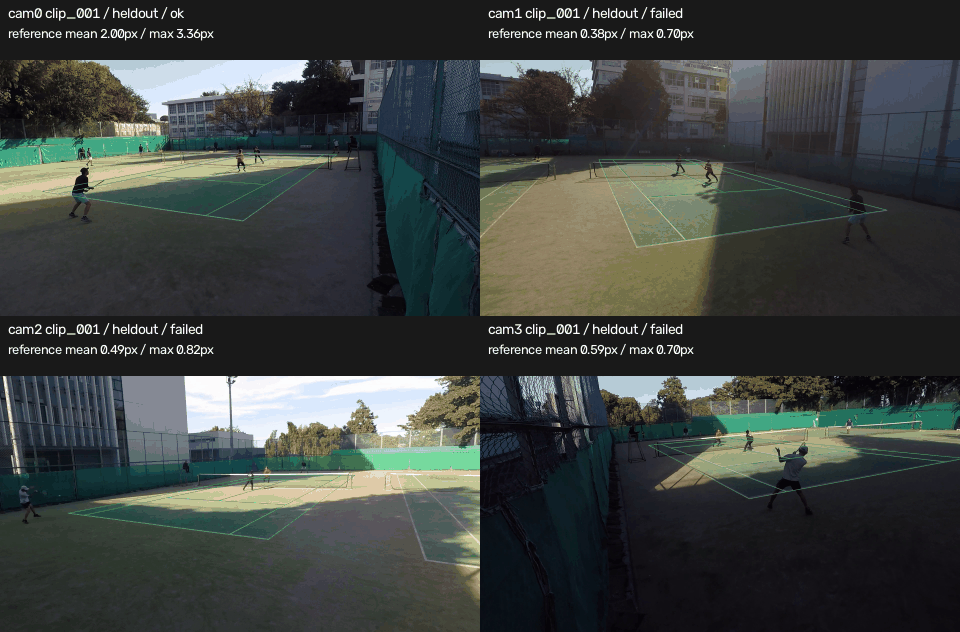 cam0 clip_001 / heldout / ok
reference mean 2.00px / max 3.36px
cam1 clip_001 / heldout / failed
reference mean 0.38px / max 0.70px
cam2 clip_001 / heldout / failed
reference mean 0.49px / max 0.82px
cam3 clip_001 / heldout / failed
reference mean 0.59px / max 0.70px